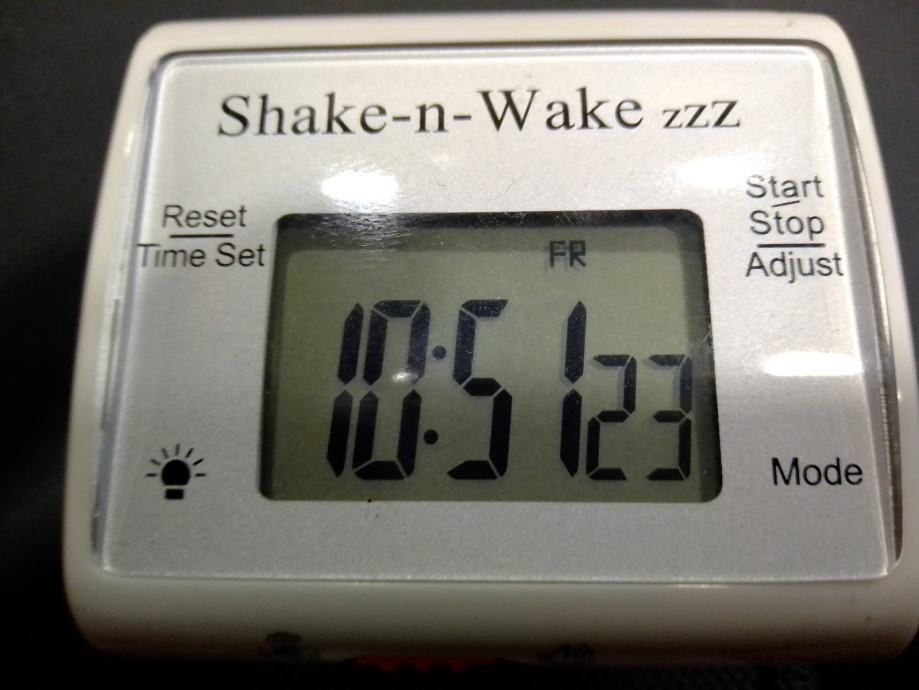 Shake-n-Wake zzZ
Reset
Time Set
Start
Stop
Adjust
FR
10:51 23
Mode